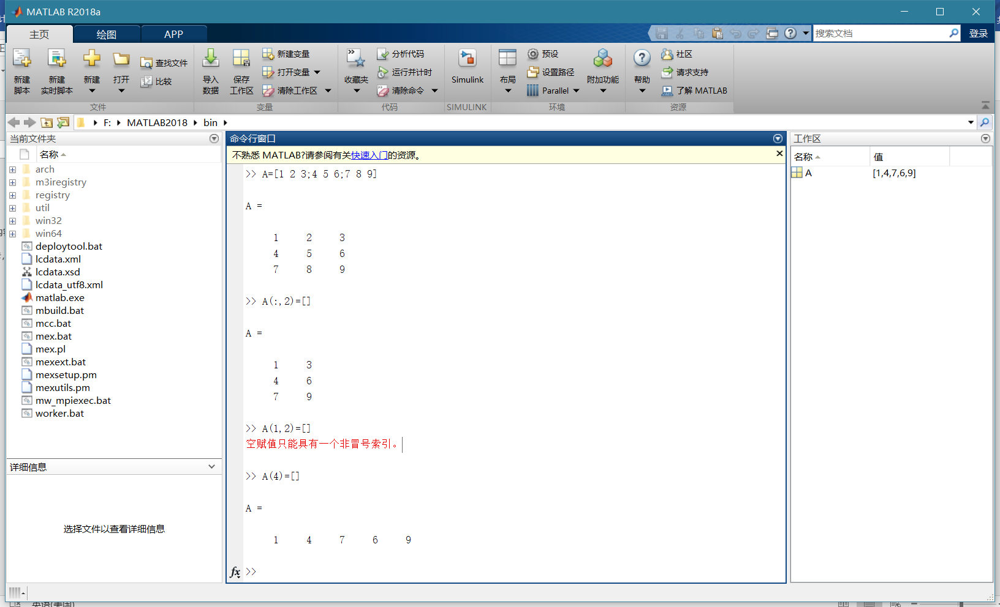 MATLAB R2018a
主页 绘图 APP
搜索文档 登录
新建脚本 新建实时脚本 新建 打开 查找文件 比较
文件
导入数据 保存工作区 新建变量 打开变量 清除工作区
变量
收藏夹 分析代码 运行并计时 清除命令
代码
Simulink
SIMULINK
布局 预设 设置路径 Parallel 附加功能
环境
帮助 社区 请求支持 了解 MATLAB
资源
F: MATLAB2018 bin
当前文件夹
名称
arch
m3iregistry
registry
util
win32
win64
deploytool.bat
lcdata.xml
lcdata.xsd
lcdata_utf8.xml
matlab.exe
mbuild.bat
mcc.bat
mex.bat
mex.pl
mexext.bat
mexsetup.pm
mexutils.pm
mw_mpiexec.bat
worker.bat
详细信息
选择文件以查看详细信息
命令行窗口
不熟悉 MATLAB?请参阅有关快速入门的资源。
>> A=[1 2 3;4 5 6;7 8 9]
A =
1 2 3
4 5 6
7 8 9
>> A(:,2)=[]
A =
1 3
4 6
7 9
>> A(1,2)=[]
空赋值只能具有一个非冒号索引。
>> A(4)=[]
A =
1 4 7 6 9
fx >>
工作区
名称 值
A [1,4,7,6,9]
英语(美国)